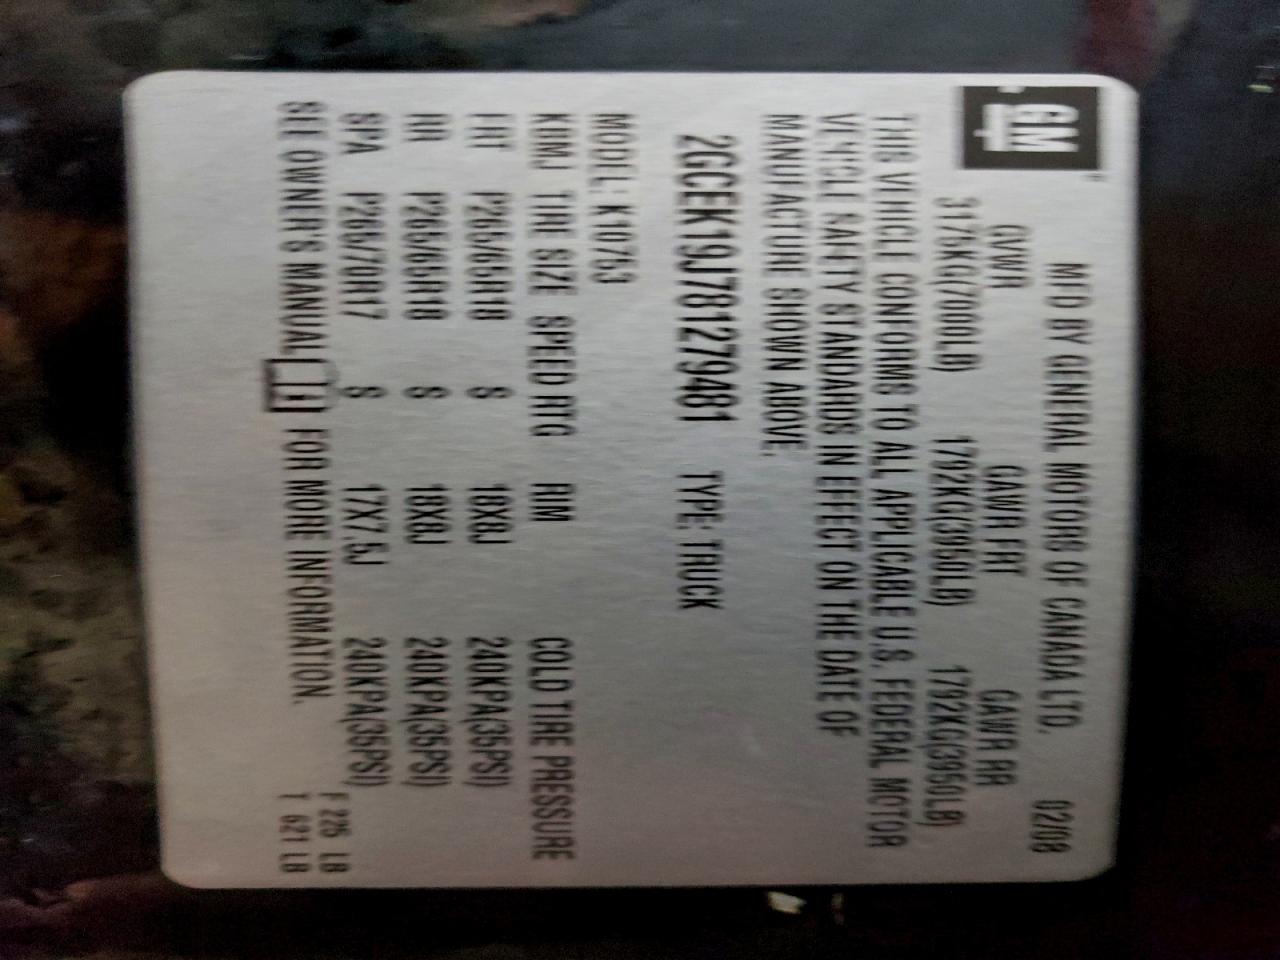 GM
MFD BY GENERAL MOTORS OF CANADA LTD. 02/08
GVWR GAWR FRT GAWR RR
3175KG(7000LB) 1792KG(3950LB) 1792KG(3950LB)
THIS VEHICLE CONFORMS TO ALL APPLICABLE U.S. FEDERAL MOTOR
VEHICLE SAFETY STANDARDS IN EFFECT ON THE DATE OF
MANUFACTURE SHOWN ABOVE.
2GCEK19J781279481 TYPE: TRUCK
MODEL: K10753
TIRE SIZE SPEED RTG RIM COLD TIRE PRESSURE
FRT P265/65R18 S 18X8J 240KPA(35PSI)
RR P265/65R18 S 18X8J 240KPA(35PSI)
SPA P265/70R17 S 17X7.5J 240KPA(35PSI)
SEE OWNER'S MANUAL FOR MORE INFORMATION.
F 225 LB
T 621 LB